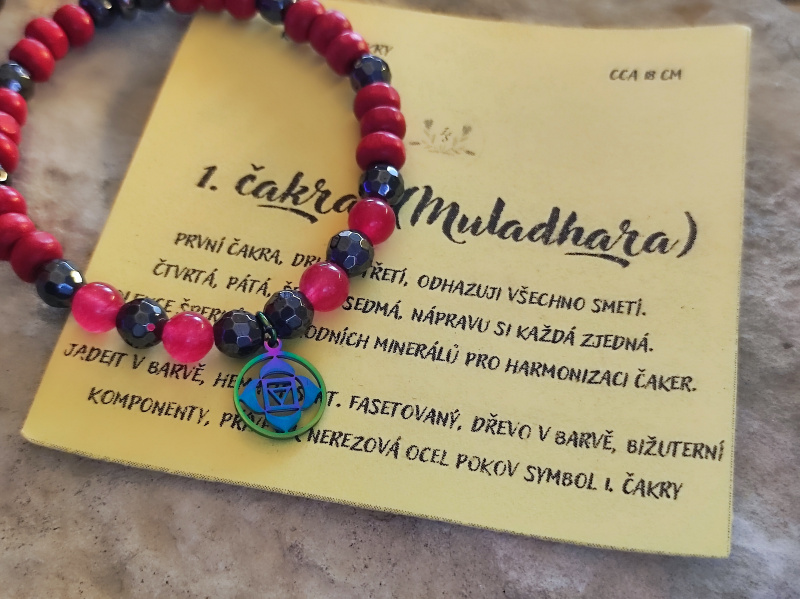 KRY
CCA 18 CM
1. čakra (Muladhara)
PRVNÍ ČAKRA, TŘETÍ, ODHAZUJI VŠECHNO SMETÍ.
ČTVRTÁ, PÁTÁ, SEDMÁ, NÁPRAVU SI KAŽDÁ ZJEDNÁ.
MINERÁLŮ PRO HARMONIZACI ČAKER.
JADEIT V BARVĚ, FASETOVANÝ, DŘEVO V BARVĚ, BIŽUTERNÍ
KOMPONENTY, NEREZOVÁ OCEL POKOV SYMBOL 1. ČAKRY